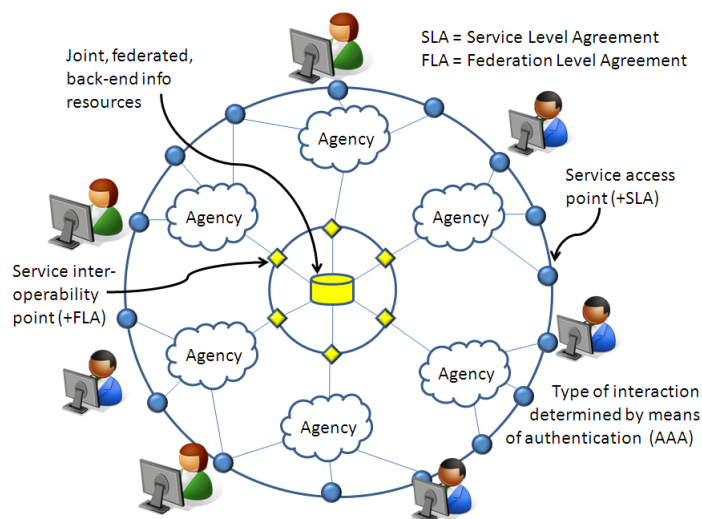 Joint, federated,
back-end info
resources
SLA = Service Level Agreement
FLA = Federation Level Agreement
Agency
Agency
Agency
Service access
point (+SLA)
Service inter-
operability
point (+FLA)
Agency
Agency
Agency
Type of interaction
determined by means
of authentication (AAA)